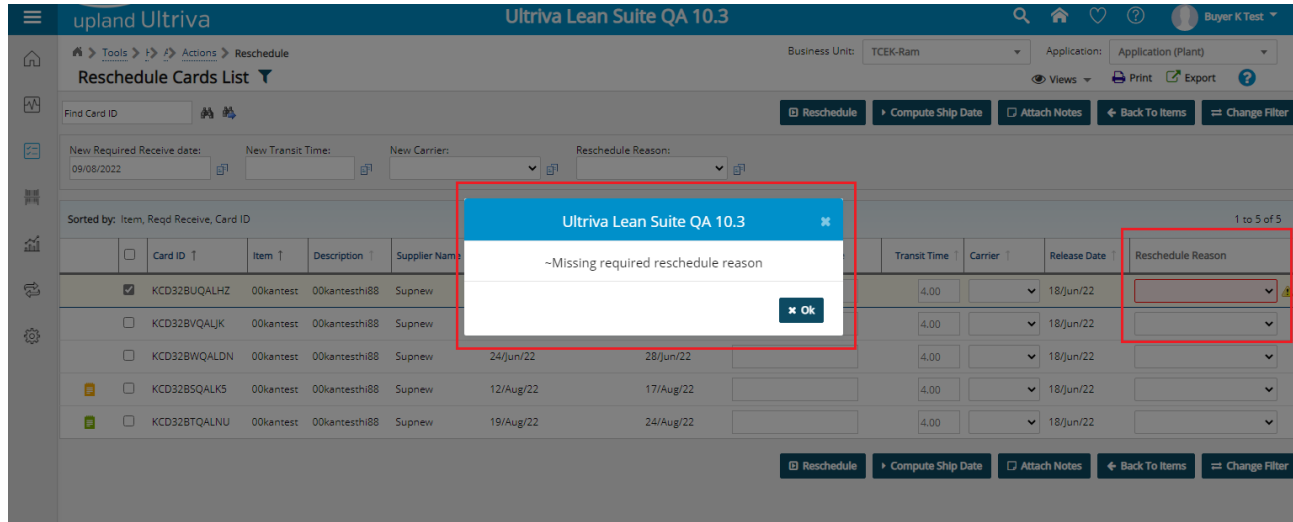 upland Ultriva
Ultriva Lean Suite QA 10.3
Buyer K Test
Tools > > > Actions > Reschedule
Business Unit: TCEK-Ram Application: Application (Plant)
Reschedule Cards List
Views Print Export ?
Find Card ID
Reschedule Compute Ship Date Attach Notes Back To Items Change Filter
New Required Receive date: New Transit Time: New Carrier: Reschedule Reason:
09/08/2022
Sorted by: Item, Reqd Receive, Card ID 1 to 5 of 5
Ultriva Lean Suite QA 10.3
~Missing required reschedule reason
Ok
Card ID ↑ Item ↑ Description ↑ Supplier Name Transit Time ↑ Carrier ↑ Release Date ↑ Reschedule Reason
KCD32BUQALHZ 00kantest 00kantesthi88 Supnew 4.00 18/Jun/22
KCD32BVQALJK 00kantest 00kantesthi88 Supnew 4.00 18/Jun/22
KCD32BWQALDN 00kantest 00kantesthi88 Supnew 24/Jun/22 28/Jun/22 4.00 18/Jun/22
KCD32BSQALK5 00kantest 00kantesthi88 Supnew 12/Aug/22 17/Aug/22 4.00 18/Jun/22
KCD32BTQALNU 00kantest 00kantesthi88 Supnew 19/Aug/22 24/Aug/22 4.00 18/Jun/22
Reschedule Compute Ship Date Attach Notes Back To Items Change Filter